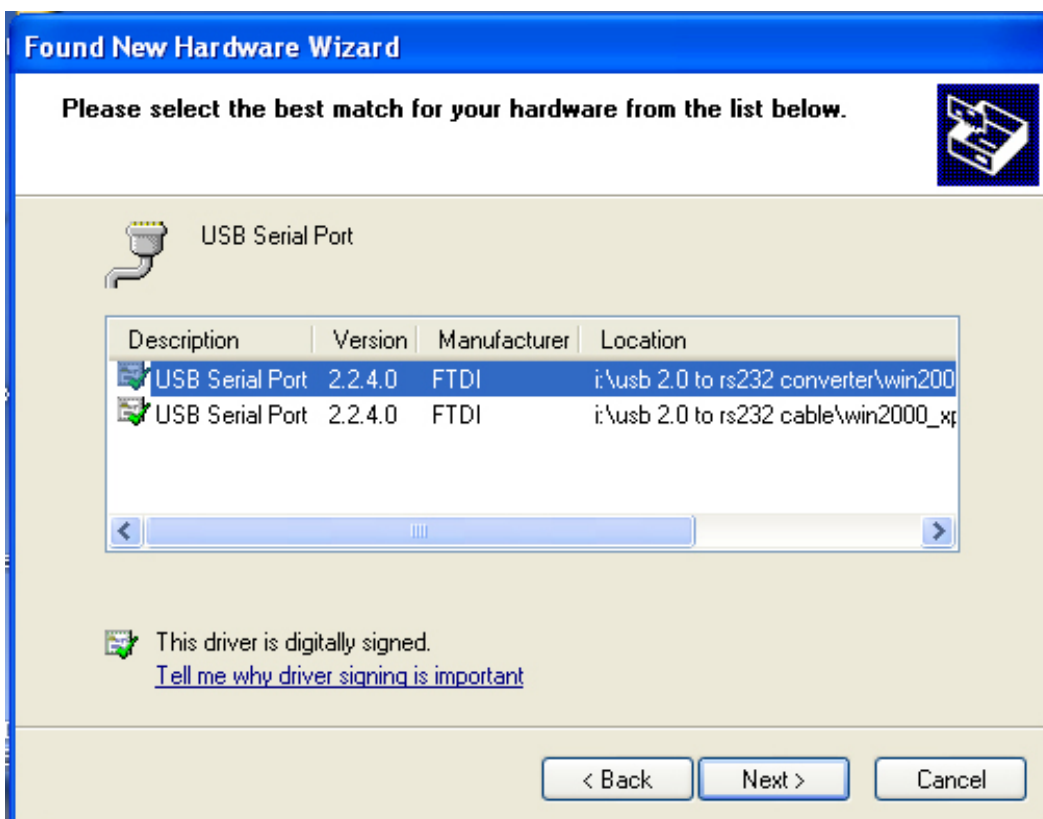 Found New Hardware Wizard
Please select the best match for your hardware from the list below.
USB Serial Port
Description Version Manufacturer Location
USB Serial Port 2.2.4.0 FTDI i:\usb 2.0 to rs232 converter\win200
USB Serial Port 2.2.4.0 FTDI i:\usb 2.0 to rs232 cable\win2000_xp
This driver is digitally signed.
Tell me why driver signing is important
< Back Next > Cancel